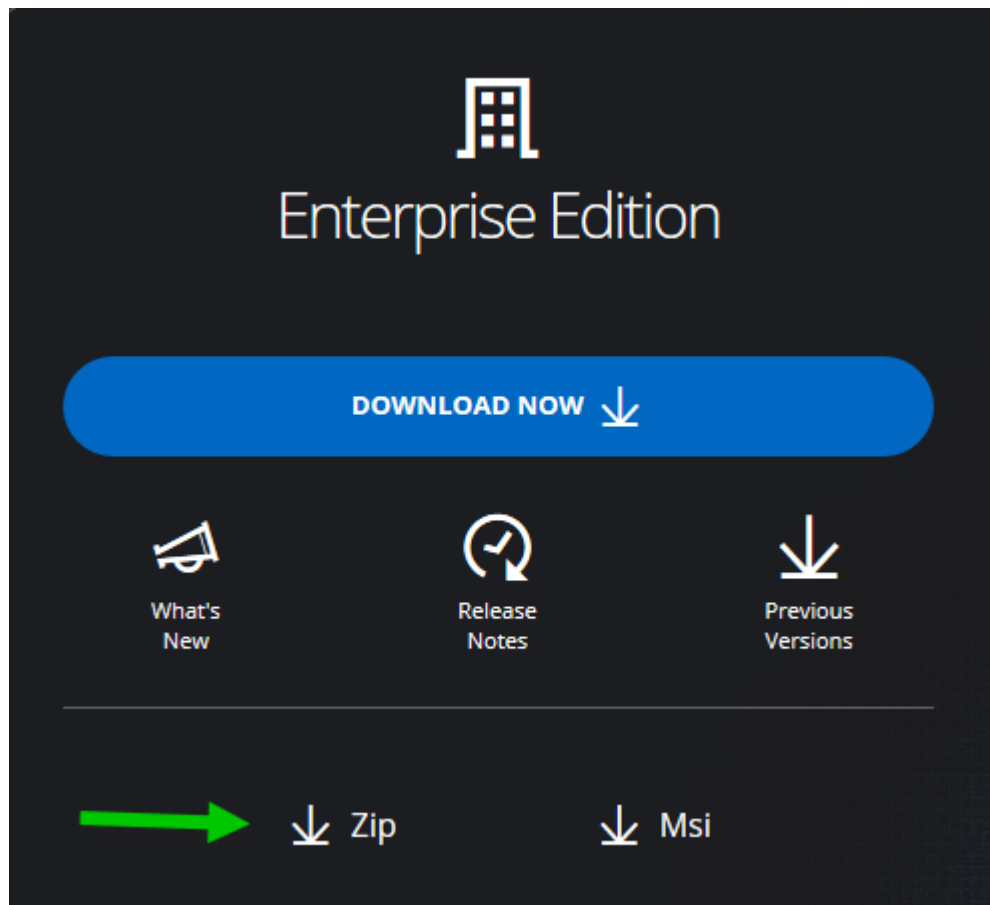 Enterprise Edition
DOWNLOAD NOW
What's
New
Release
Notes
Previous
Versions
Zip
Msi